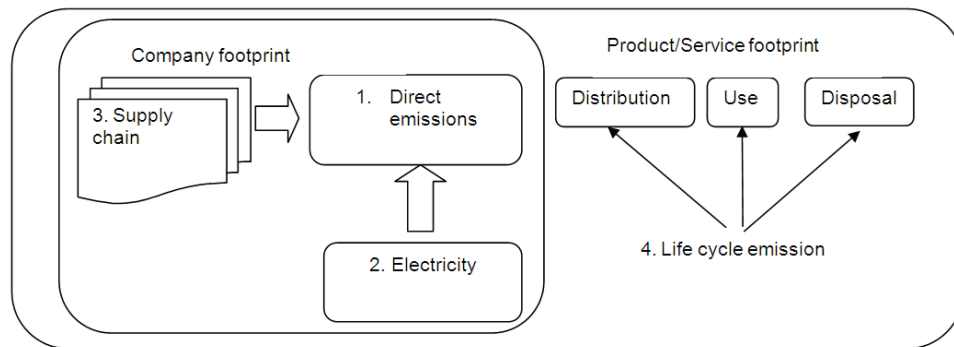 Company footprint
3. Supply
chain
1. Direct
emissions
2. Electricity
Product/Service footprint
Distribution
Use
Disposal
4. Life cycle emission